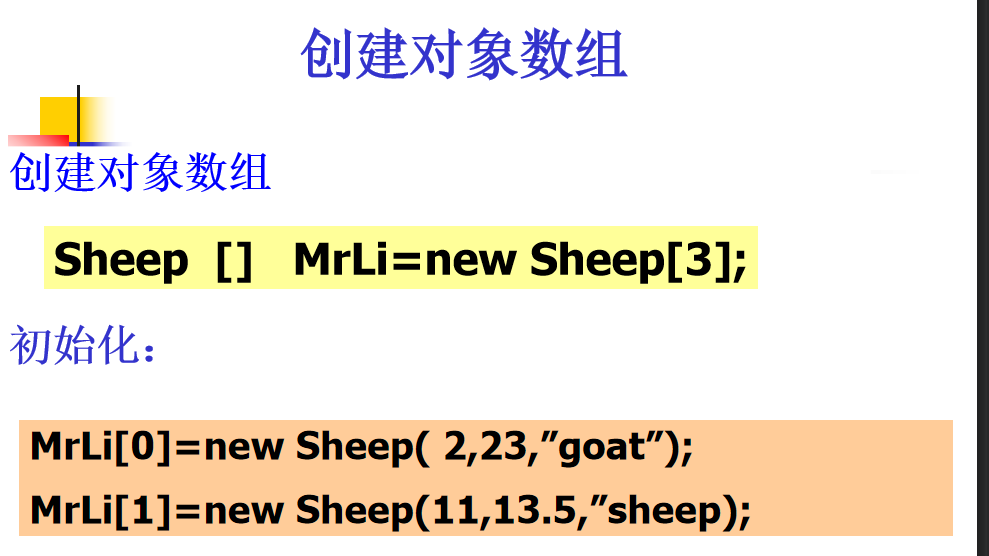 创建对象数组
创建对象数组
Sheep [] MrLi=new Sheep[3];
初始化：
MrLi[0]=new Sheep( 2,23,”goat”);
MrLi[1]=new Sheep(11,13.5,”sheep);